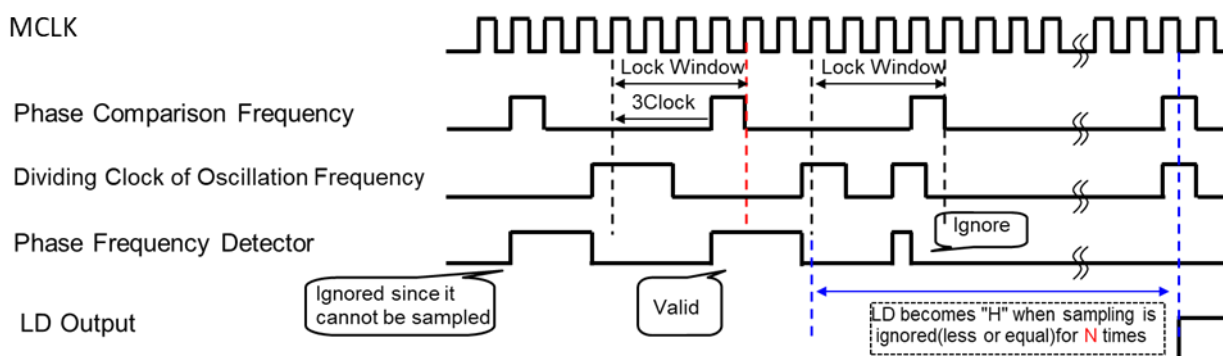 MCLK
Lock Window
Lock Window
3Clock
Phase Comparison Frequency
Dividing Clock of Oscillation Frequency
Phase Frequency Detector
Ignore
Ignored since it
cannot be sampled
Valid
LD Output
LD becomes "H" when sampling is
ignored(less or equal)for N times